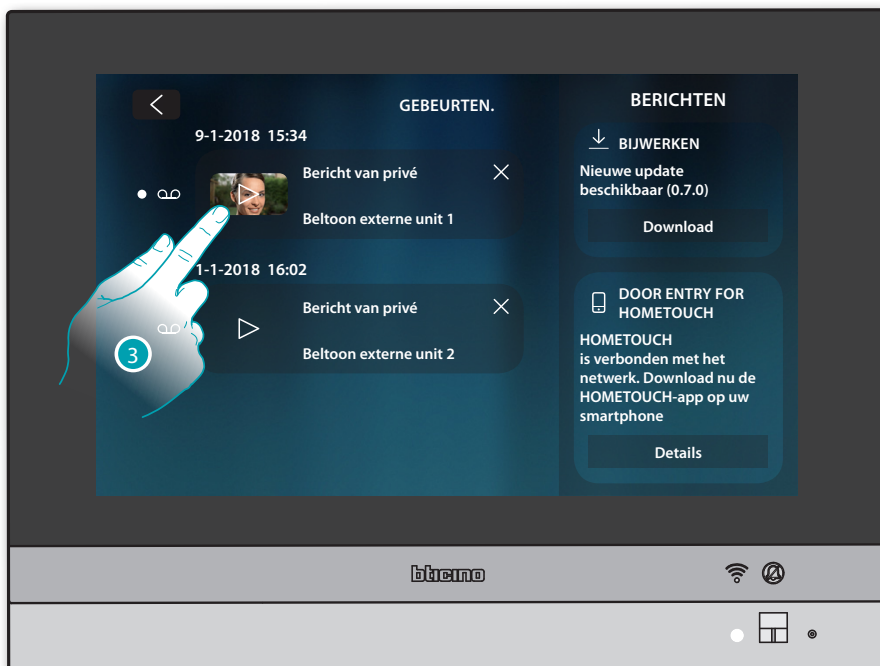 GEBEURTEN.
9-1-2018 15:34
Bericht van privé
Beltoon externe unit 1
1-1-2018 16:02
Bericht van privé
Beltoon externe unit 2
3
BERICHTEN
BIJWERKEN
Nieuwe update
beschikbaar (0.7.0)
Download
DOOR ENTRY FOR
HOMETOUCH
HOMETOUCH
is verbonden met het
netwerk. Download nu de
HOMETOUCH-app op uw
smartphone
Details
bticino